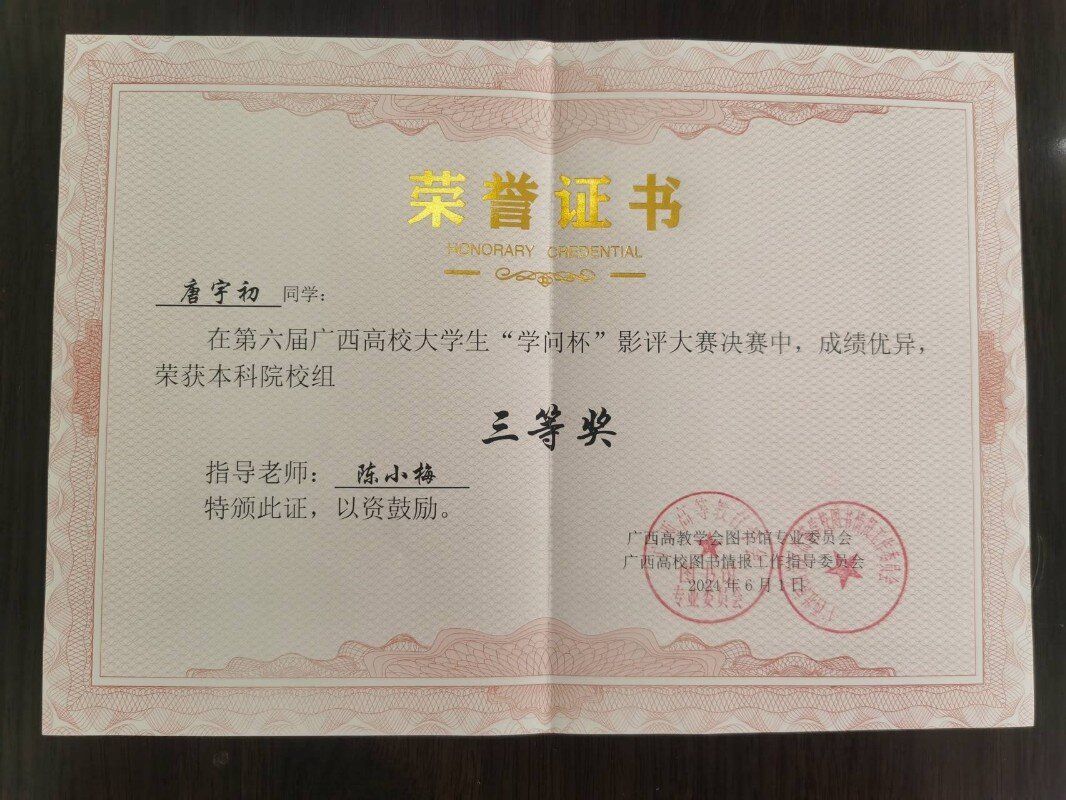 荣誉证书
HONORARY CREDENTIAL
唐宇初 同学：
在第六届广西高校大学生“学问杯”影评大赛决赛中，成绩优异，
荣获本科院校组
三等奖
指导老师： 陈小梅
特颁此证，以资鼓励。
广西高教学会图书馆专业委员会
广西高校图书情报工作指导委员会
2024年6月1日
专业委员会